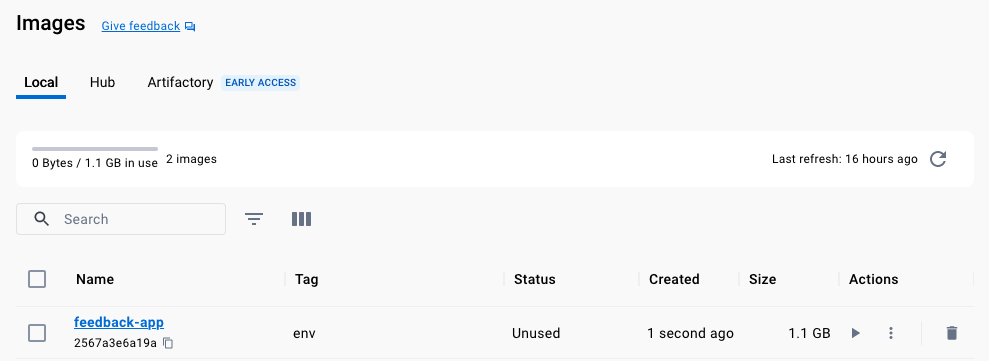 Images Give feedback
Local Hub Artifactory EARLY ACCESS
0 Bytes / 1.1 GB in use 2 images Last refresh: 16 hours ago
Search
Name Tag Status Created Size Actions
feedback-app env Unused 1 second ago 1.1 GB
2567a3e6a19a